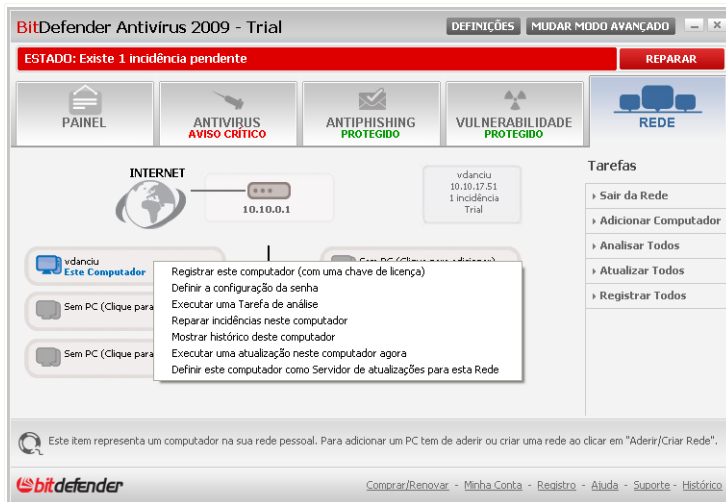 BitDefender Antivírus 2009 - Trial
DEFINIÇÕES
MUDAR MODO AVANÇADO
ESTADO: Existe 1 incidência pendente
REPARAR
PAINEL
ANTIVIRUS
AVISO CRÍTICO
ANTIPHISHING
PROTEGIDO
VULNERABILIDADE
PROTEGIDO
REDE
INTERNET
10.10.0.1
vdanciu
10.10.17.51
1 incidência
Trial
Tarefas
Sair da Rede
Adicionar Computador
Analisar Todos
Atualizar Todos
Registrar Todos
vdanciu
Este Computador
Sem PC (Clique para adicionar)
Sem PC (Clique para
Sem PC (Clique para
Registrar este computador (com uma chave de licença)
Definir a configuração da senha
Executar uma Tarefa de análise
Reparar incidências neste computador
Mostrar histórico deste computador
Executar uma atualização neste computador agora
Definir este computador como Servidor de atualizações para esta Rede
Este item representa um computador na sua rede pessoal. Para adicionar um PC tem de aderir ou criar uma rede ao clicar em "Aderir/Criar Rede".
bitdefender
Comprar/Renovar - Minha Conta - Registro - Ajuda - Suporte - Histórico